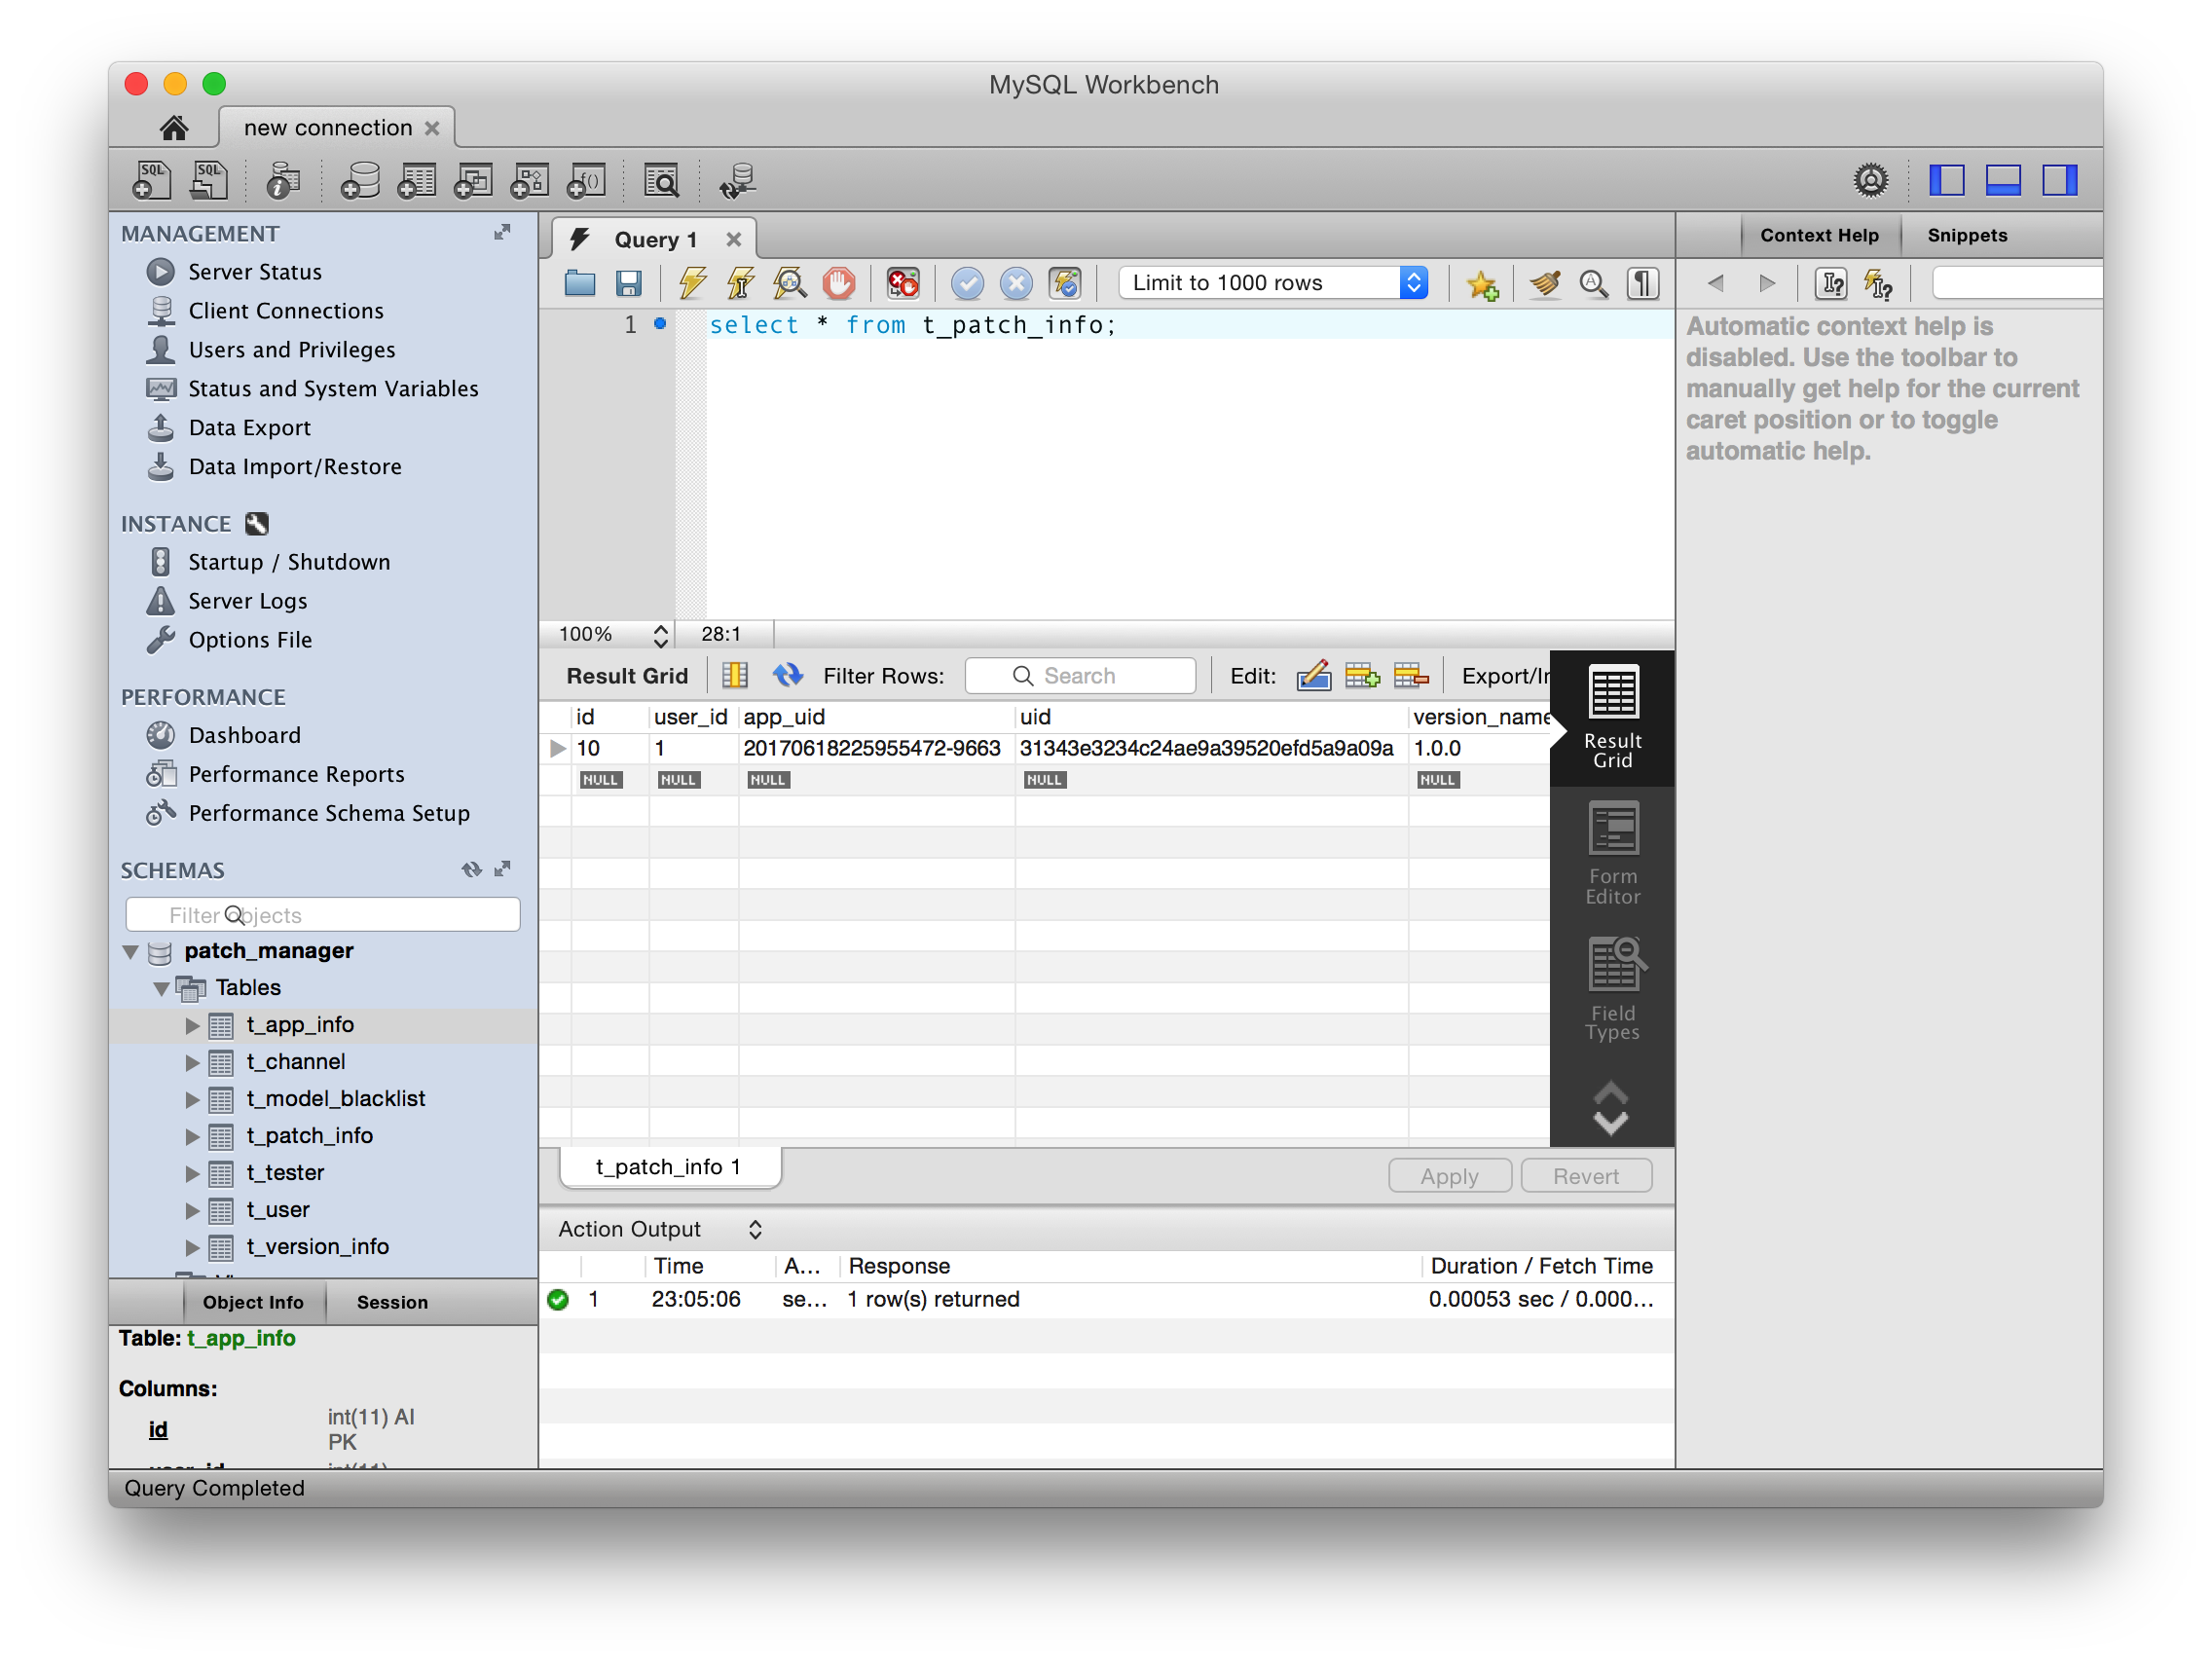 MySQL Workbench
new connection
MANAGEMENT
Server Status
Client Connections
Users and Privileges
Status and System Variables
Data Export
Data Import/Restore
INSTANCE
Startup / Shutdown
Server Logs
Options File
PERFORMANCE
Dashboard
Performance Reports
Performance Schema Setup
SCHEMAS
Filter objects
patch_manager
Tables
t_app_info
t_channel
t_model_blacklist
t_patch_info
t_tester
t_user
t_version_info
Object Info Session
Table: t_app_info
Columns:
id int(11) AI
PK
user_id int(11)
Query Completed
Query 1
Limit to 1000 rows
1 select * from t_patch_info;
100% 28:1
Result Grid Filter Rows: Search Edit: Export/I
id user_id app_uid uid version_name
10 1 20170618225955472-9663 31343e3234c24ae9a39520efd5a9a09a 1.0.0
NULL NULL NULL NULL NULL
Result
Grid
Form
Editor
Field
Types
t_patch_info 1
Apply Revert
Action Output
Time A... Response Duration / Fetch Time
1 23:05:06 se... 1 row(s) returned 0.00053 sec / 0.000...
Context Help Snippets
Automatic context help is
disabled. Use the toolbar to
manually get help for the current
caret position or to toggle
automatic help.